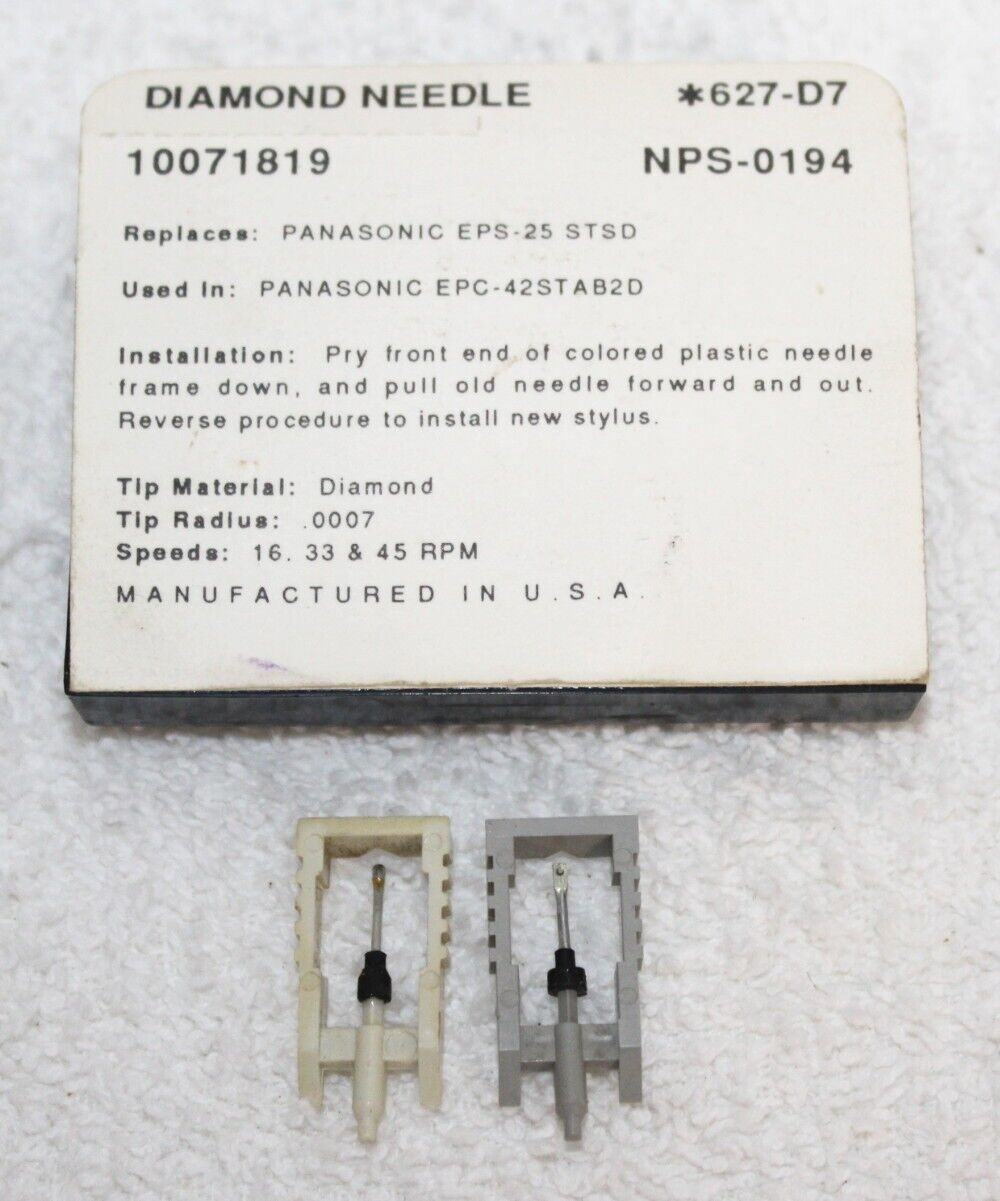 DIAMOND NEEDLE *627-D7
10071819 NPS-0194
Replaces: PANASONIC EPS-25 STSD
Used in: PANASONIC EPC-42STAB2D
Installation: Pry front end of colored plastic needle
frame down, and pull old needle forward and out.
Reverse procedure to install new stylus.
Tip Material: Diamond
Tip Radius: .0007
Speeds: 16. 33 & 45 RPM
MANUFACTURED IN U.S.A.